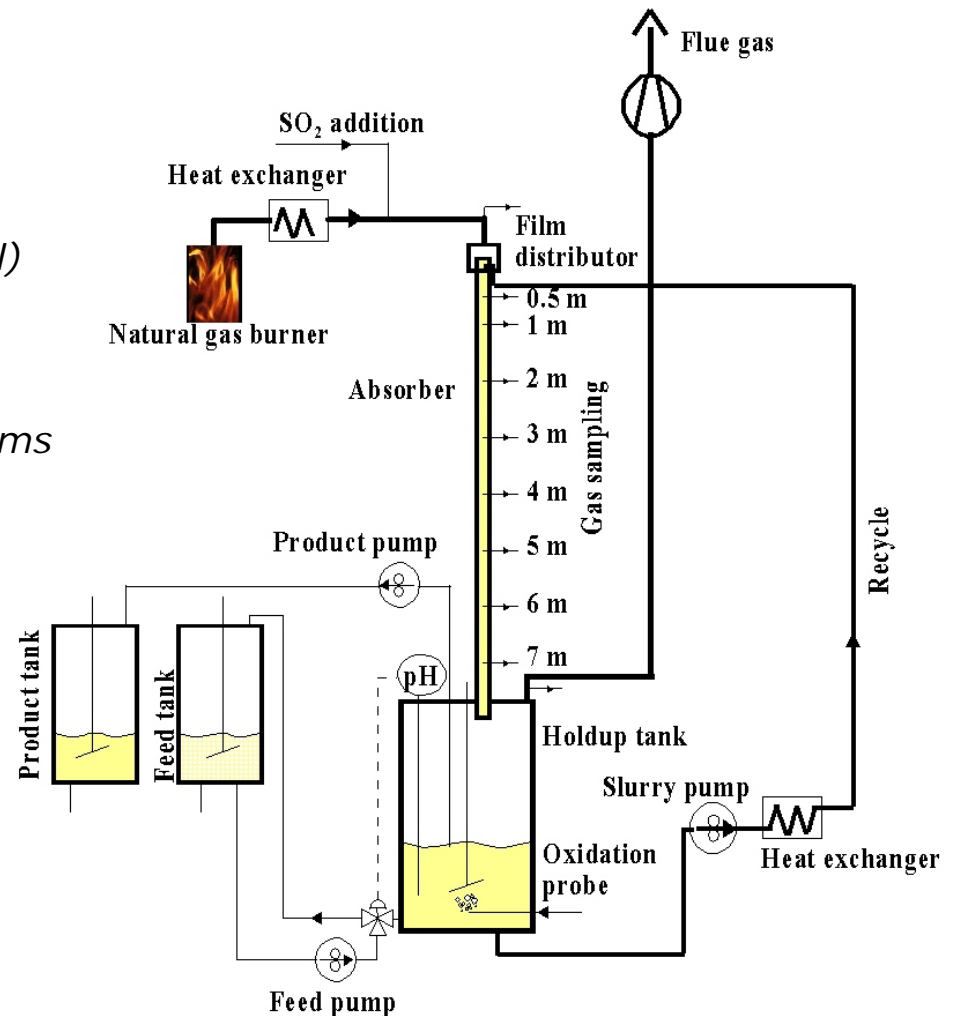 Flue gas
SO₂ addition
Heat exchanger
Film
distributor
l)
Natural gas burner
0.5 m
1 m
Absorber
2 m
Gas sampling
3 m
ms
4 m
5 m
Product pump
6 m
7 m
Recycle
pH
Product tank
Feed tank
Holdup tank
Slurry pump
Heat exchanger
Oxidation
probe
Feed pump